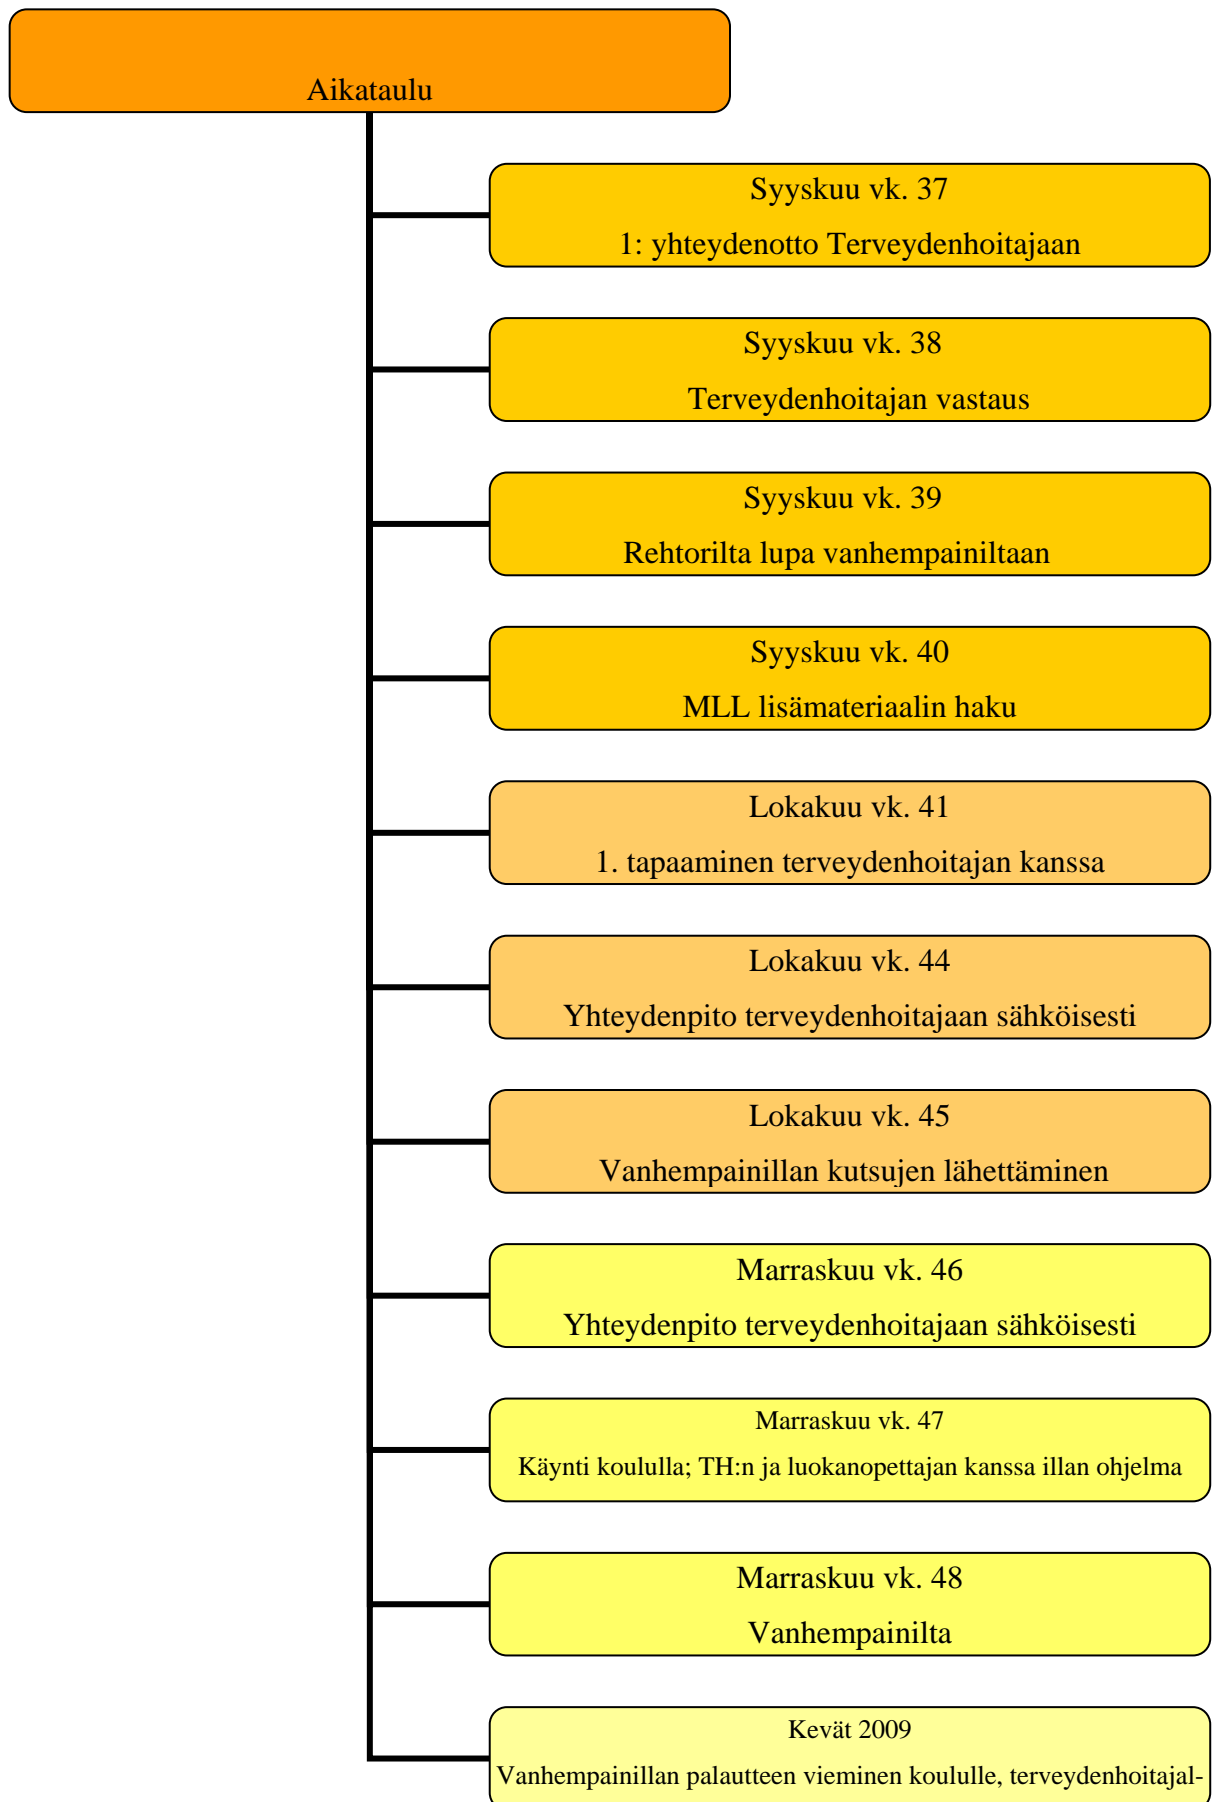 Aikataulu
Syyskuu vk. 37
1: yhteydenotto Terveydenhoitajaan
Syyskuu vk. 38
Terveydenhoitajan vastaus
Syyskuu vk. 39
Rehtorilta lupa vanhempainiltaan
Syyskuu vk. 40
MLL lisämateriaalin haku
Lokakuu vk. 41
1. tapaaminen terveydenhoitajan kanssa
Lokakuu vk. 44
Yhteydenpito terveydenhoitajaan sähköisesti
Lokakuu vk. 45
Vanhempainillan kutsujen lähettäminen
Marraskuu vk. 46
Yhteydenpito terveydenhoitajaan sähköisesti
Marraskuu vk. 47
Käynti koululla; TH:n ja luokanopettajan kanssa illan ohjelma
Marraskuu vk. 48
Vanhempainilta
Kevät 2009
Vanhempainillan palautteen vieminen koululle, terveydenhoitajal-